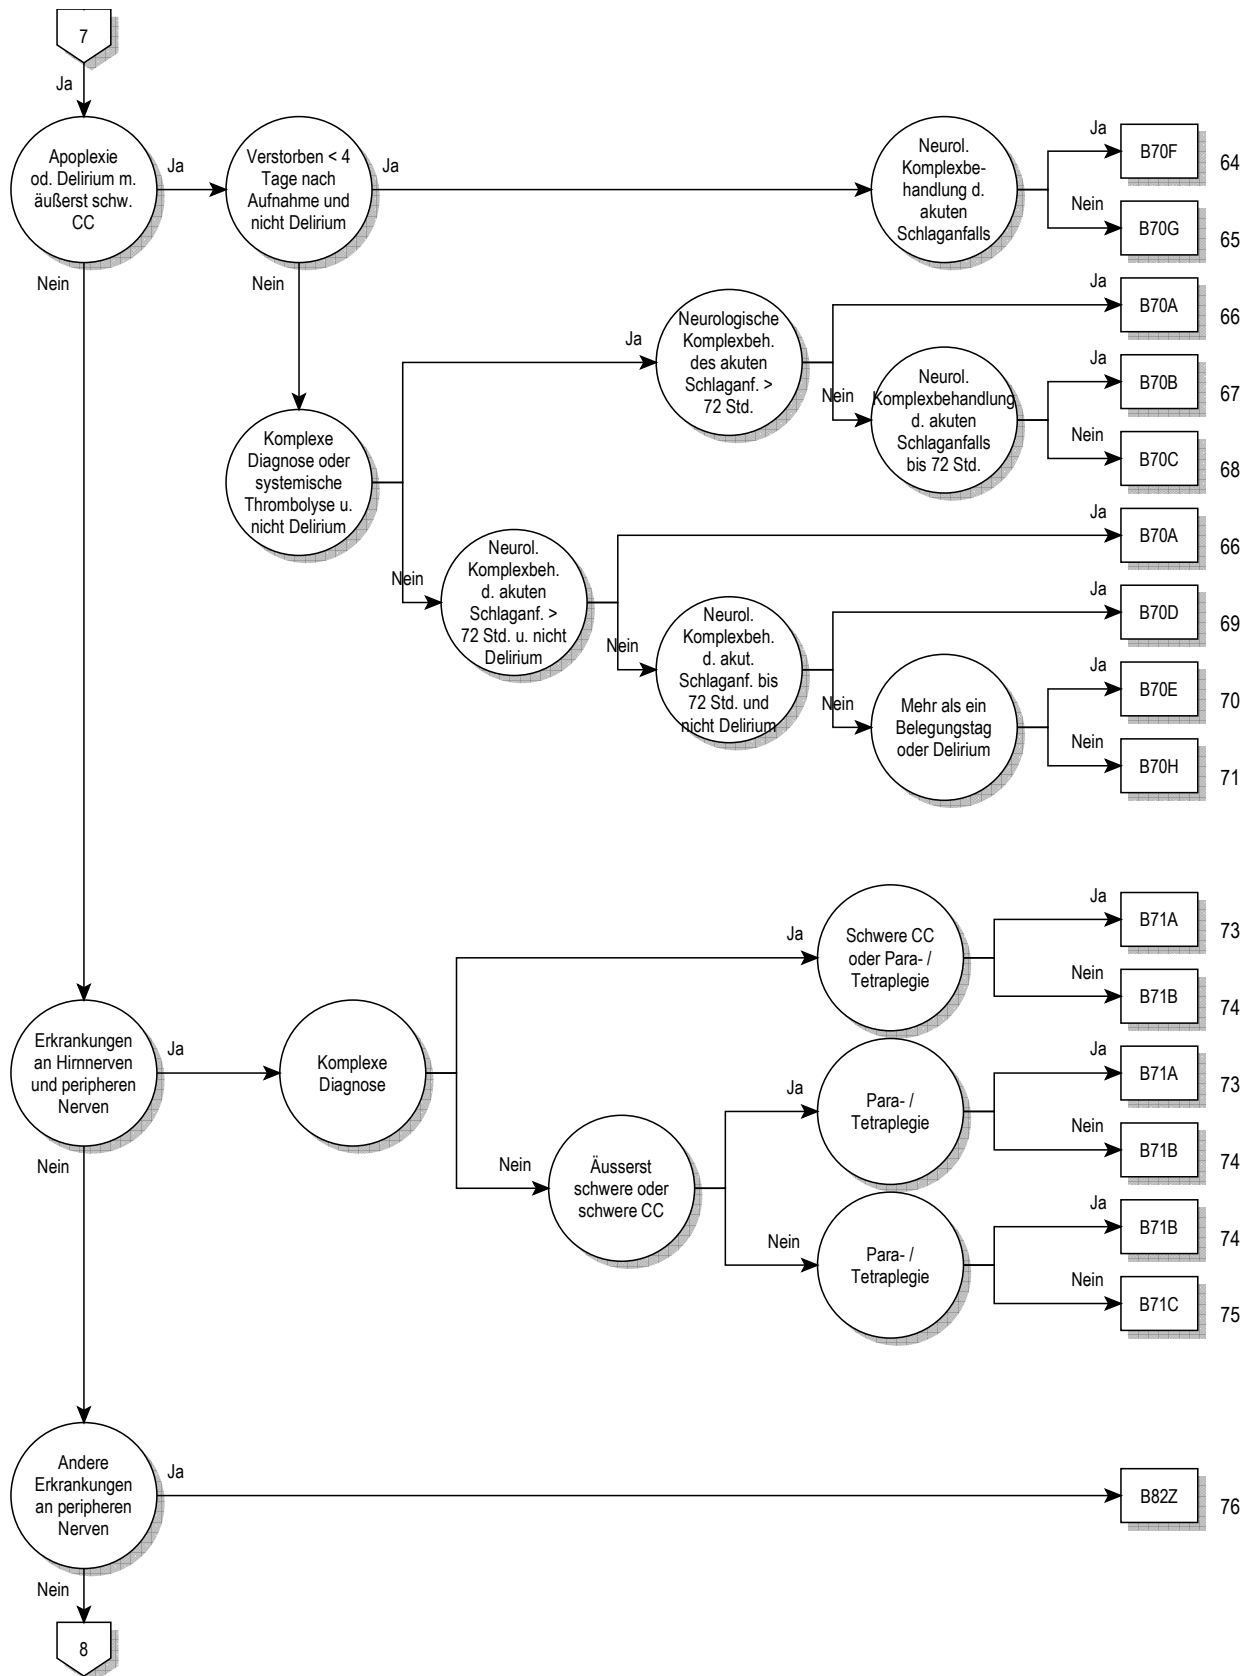 7
Ja
Apoplexie
od. Delirium m.
äußerst schw.
CC
Ja
Verstorben < 4
Tage nach
Aufnahme und
nicht Delirium
Ja
Neurol.
Komplexbe-
handlung d.
akuten
Schlaganfalls
Ja
B70F
64
Nein
B70G
65
Nein
Nein
Komplexe
Diagnose oder
systemische
Thrombolyse u.
nicht Delirium
Ja
Neurologische
Komplexbeh.
des akuten
Schlaganf. >
72 Std.
Ja
B70A
66
Nein
Neurol.
Komplexbehandlung
d. akuten
Schlaganfalls
bis 72 Std.
Ja
B70B
67
Nein
B70C
68
Nein
Neurol.
Komplexbeh.
d. akuten
Schlaganf. >
72 Std. u. nicht
Delirium
Ja
B70A
66
Nein
Neurol.
Komplexbeh.
d. akut.
Schlaganf. bis
72 Std. und
nicht Delirium
Ja
B70D
69
Nein
Mehr als ein
Belegungstag
oder Delirium
Ja
B70E
70
Nein
B70H
71
Erkrankungen
an Hirnnerven
und peripheren
Nerven
Ja
Komplexe
Diagnose
Ja
Schwere CC
oder Para- /
Tetraplegie
Ja
B71A
73
Nein
B71B
74
Nein
Äusserst
schwere oder
schwere CC
Ja
Para- /
Tetraplegie
Ja
B71A
73
Nein
B71B
74
Nein
Para- /
Tetraplegie
Ja
B71B
74
Nein
B71C
75
Nein
Andere
Erkrankungen
an peripheren
Nerven
Ja
B82Z
76
Nein
8